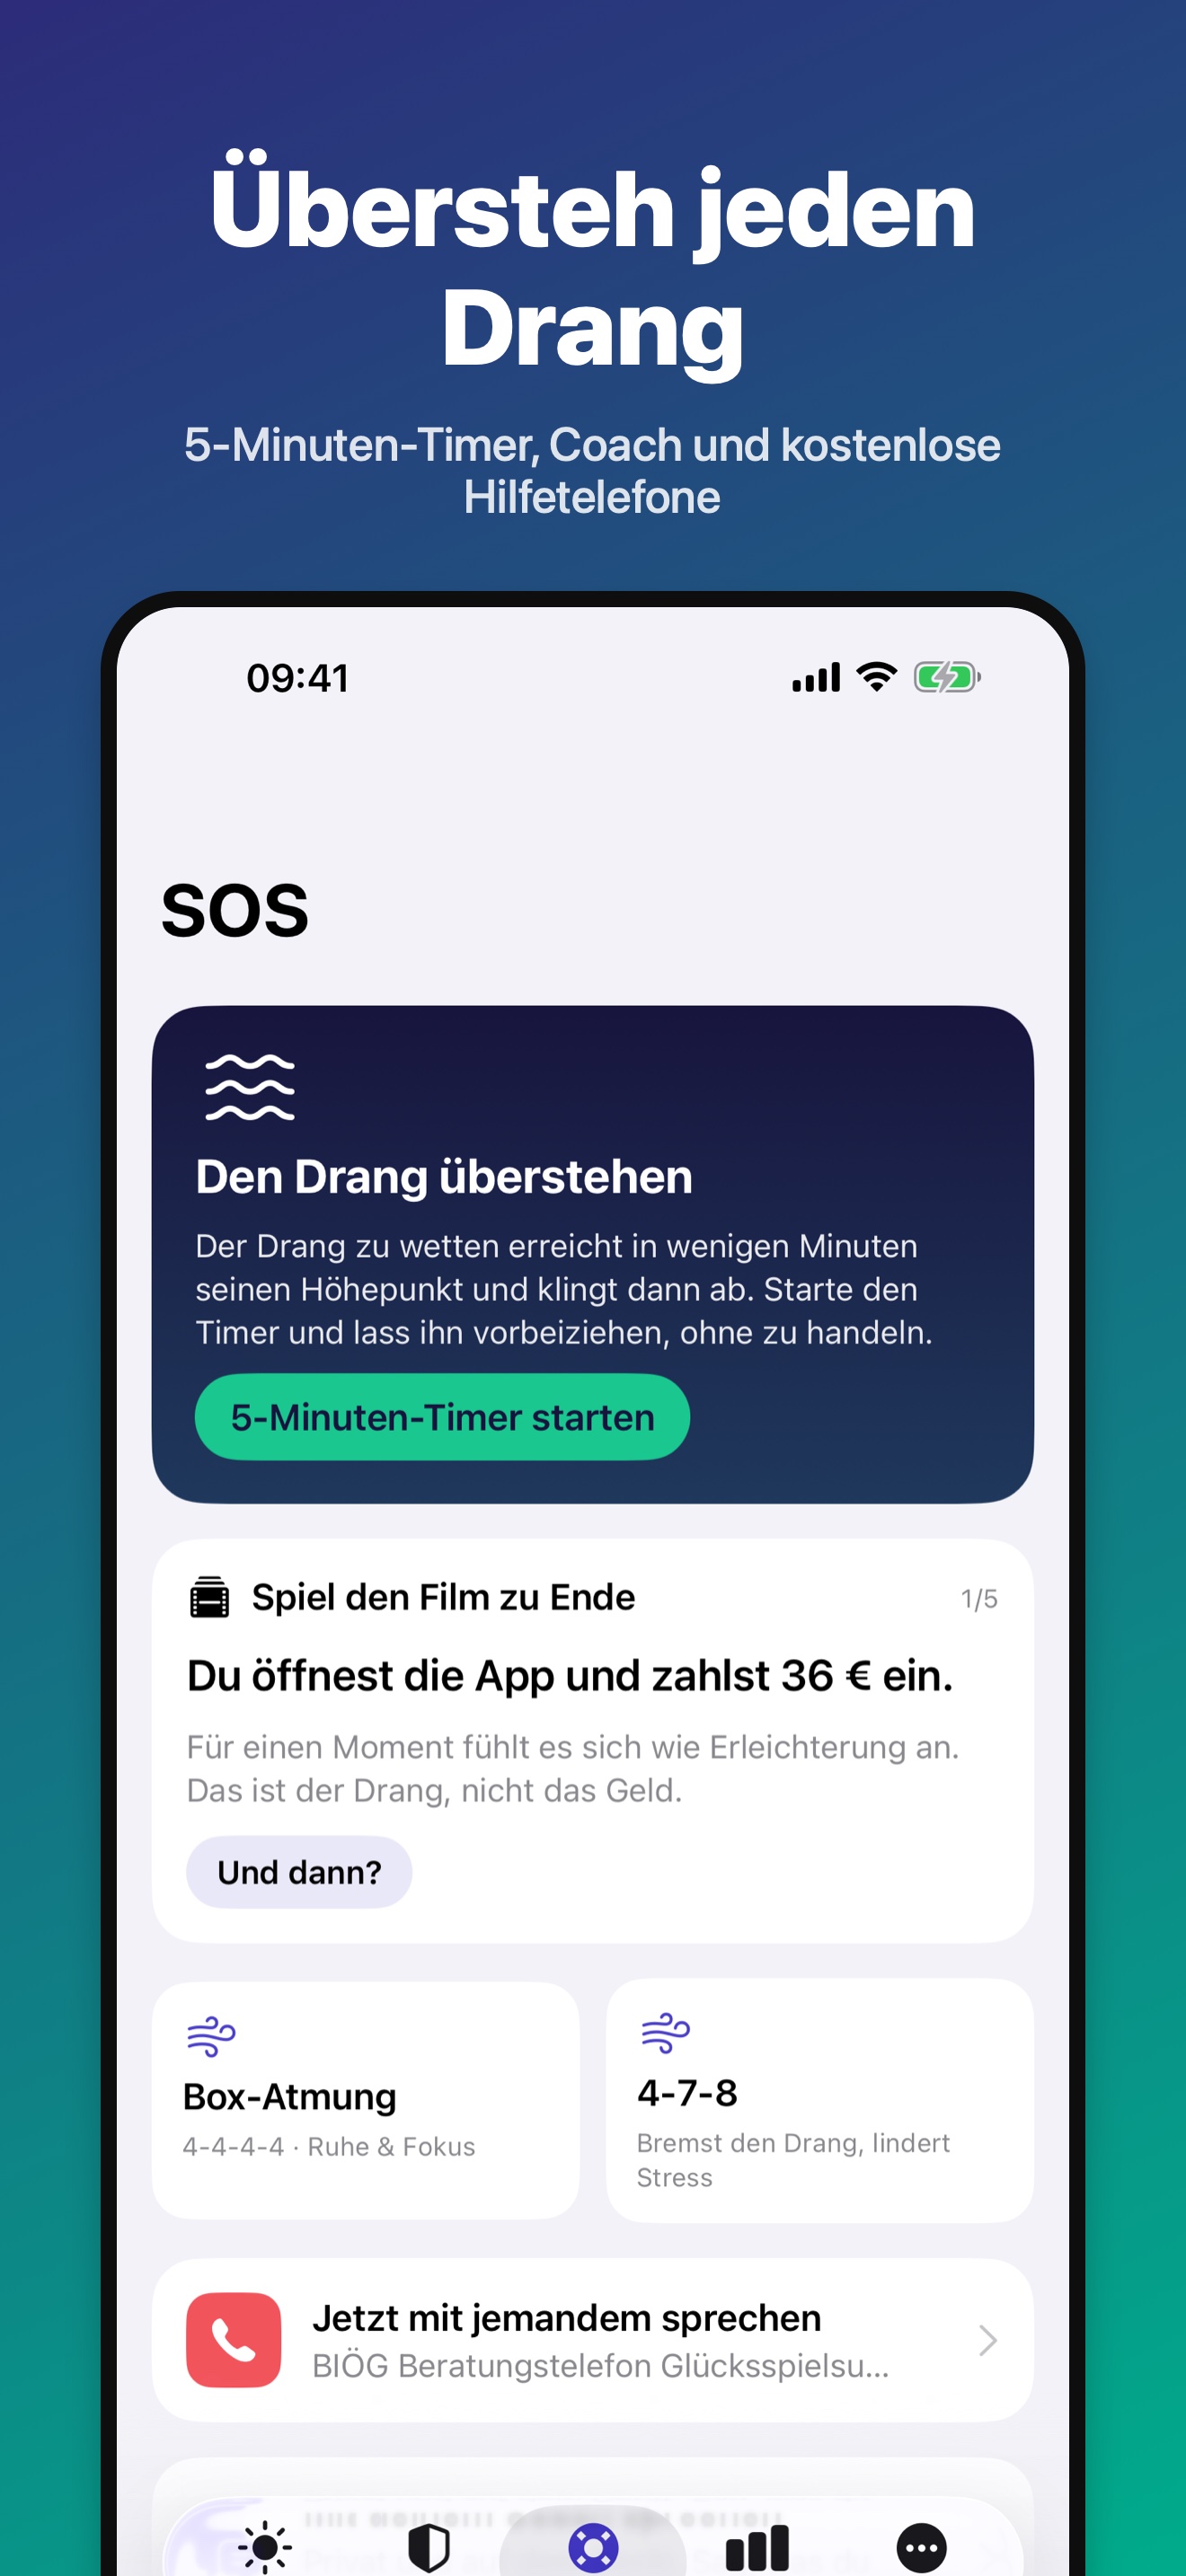 Übersteh jeden
Drang
5-Minuten-Timer, Coach und kostenlose
Hilfetelefone
09:41
SOS
Den Drang überstehen
Der Drang zu wetten erreicht in wenigen Minuten
seinen Höhepunkt und klingt dann ab. Starte den
Timer und lass ihn vorbeiziehen, ohne zu handeln.
5-Minuten-Timer starten
Spiel den Film zu Ende
1/5
Du öffnest die App und zahlst 36 € ein.
Für einen Moment fühlt es sich wie Erleichterung an.
Das ist der Drang, nicht das Geld.
Und dann?
Box-Atmung
4-4-4-4 · Ruhe & Fokus
4-7-8
Bremst den Drang, lindert
Stress
Jetzt mit jemandem sprechen
BIÖG Beratungstelefon Glücksspielsu...